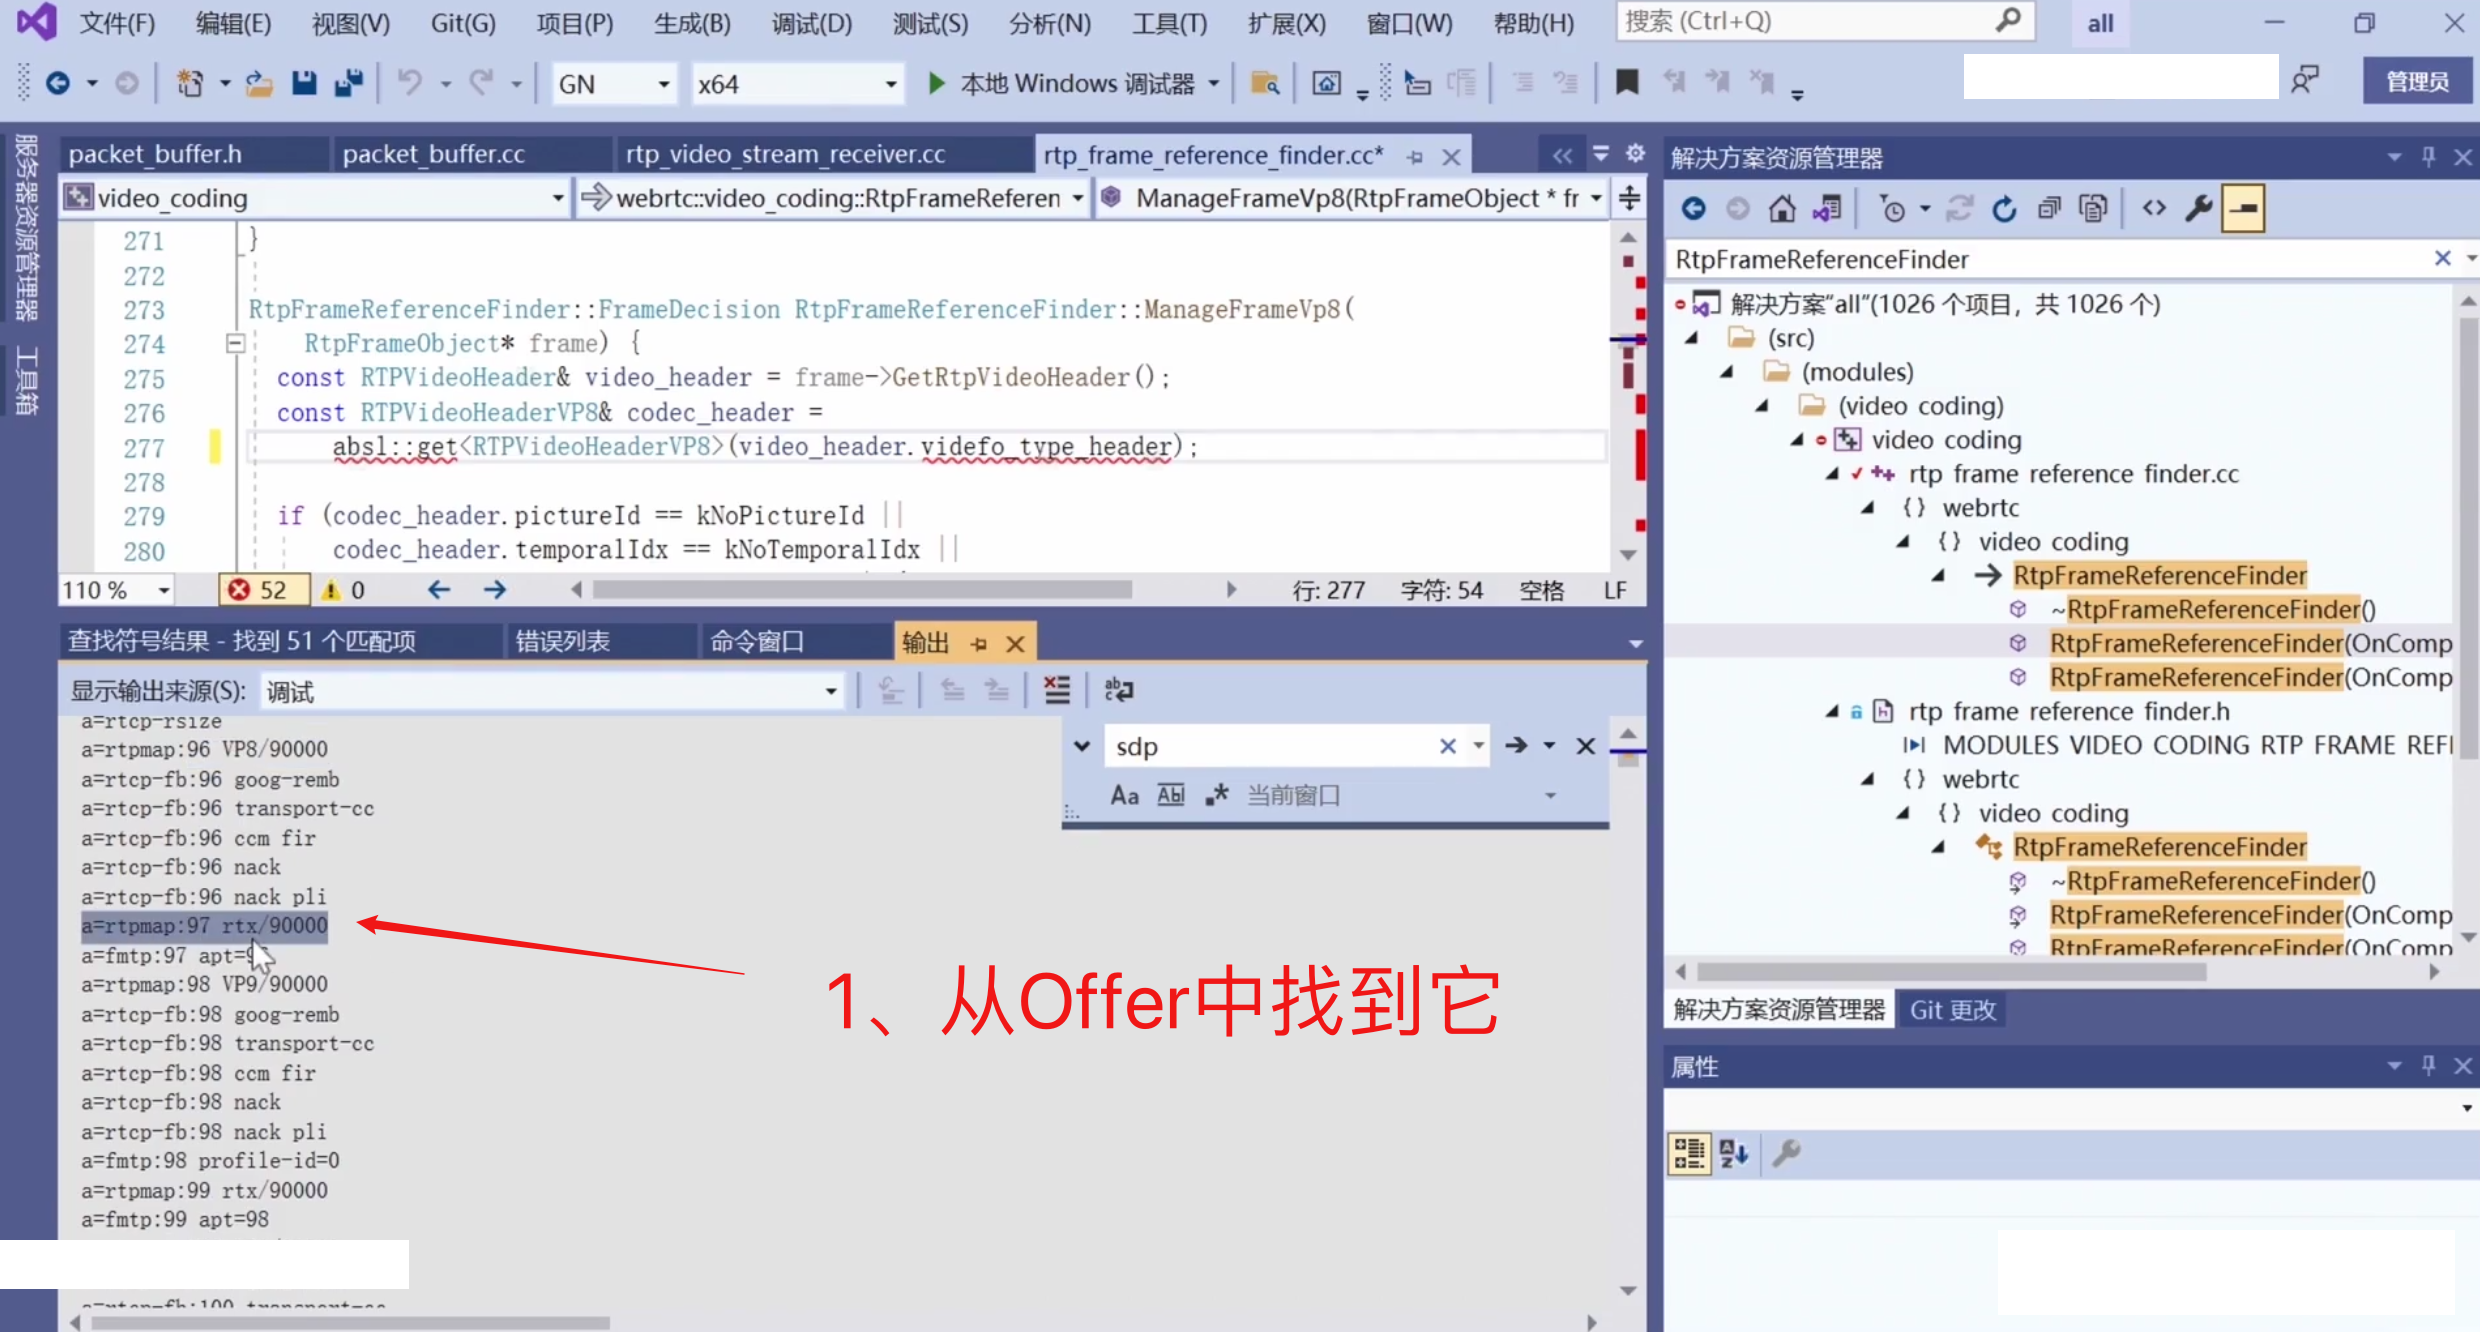 文件(F) 编辑(E) 视图(V) Git(G) 项目(P) 生成(B) 调试(D) 测试(S) 分析(N) 工具(T) 扩展(X) 窗口(W) 帮助(H) 搜索 (Ctrl+Q) all
GN x64 本地 Windows 调试器 管理员
服务器资源管理器
工具箱
packet_buffer.h packet_buffer.cc rtp_video_stream_receiver.cc rtp_frame_reference_finder.cc*
video_coding webrtc::video_coding::RtpFrameReferen ManageFrameVp8(RtpFrameObject * fr
271 }
272
273 RtpFrameReferenceFinder::FrameDecision RtpFrameReferenceFinder::ManageFrameVp8(
274 RtpFrameObject* frame) {
275 const RTPVideoHeader& video_header = frame->GetRtpVideoHeader();
276 const RTPVideoHeaderVP8& codec_header =
277 absl::get<RTPVideoHeaderVP8>(video_header.videfo_type_header);
278
279 if (codec_header.pictureId == kNoPictureId ||
280 codec_header.temporalIdx == kNoTemporalIdx ||
110 % 52 0 行: 277 字符: 54 空格 LF
查找符号结果 - 找到 51 个匹配项 错误列表 命令窗口 输出
显示输出来源(S): 调试
a=rtcp-rsize
a=rtpmap:96 VP8/90000
a=rtcp-fb:96 goog-remb
a=rtcp-fb:96 transport-cc
a=rtcp-fb:96 ccm fir
a=rtcp-fb:96 nack
a=rtcp-fb:96 nack pli
a=rtpmap:97 rtx/90000
a=fmtp:97 apt=9
a=rtpmap:98 VP9/90000
a=rtcp-fb:98 goog-remb
a=rtcp-fb:98 transport-cc
a=rtcp-fb:98 ccm fir
a=rtcp-fb:98 nack
a=rtcp-fb:98 nack pli
a=fmtp:98 profile-id=0
a=rtpmap:99 rtx/90000
a=fmtp:99 apt=98
a=rtcp-fb:100 transport-cc
sdp
Aa Abl .* 当前窗口
1、从Offer中找到它
解决方案资源管理器
RtpFrameReferenceFinder
解决方案"all"(1026 个项目，共 1026 个)
(src)
(modules)
(video coding)
video coding
rtp frame reference finder.cc
{} webrtc
{} video coding
RtpFrameReferenceFinder
~RtpFrameReferenceFinder()
RtpFrameReferenceFinder(OnComp
RtpFrameReferenceFinder(OnComp
rtp frame reference finder.h
MODULES VIDEO CODING RTP FRAME REFI
{} webrtc
{} video coding
RtpFrameReferenceFinder
~RtpFrameReferenceFinder()
RtpFrameReferenceFinder(OnComp
RtpFrameReferenceFinder(OnComp
解决方案资源管理器 Git 更改
属性